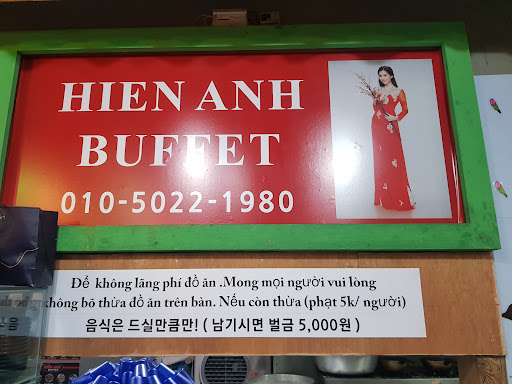 HIEN ANH
BUFFET
010-5022-1980
Để không lãng phí đồ ăn .Mong mọi người vui lòng
không bõ thừa đồ ăn trên bàn. Nếu còn thừa (phạt 5k/ người)
음식은 드실만큼만! ( 남기시면 벌금 5,000원 )